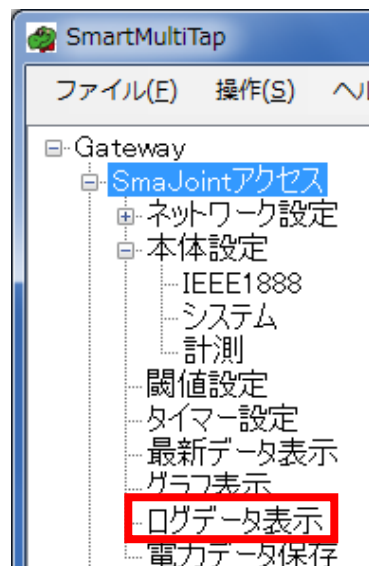 SmartMultiTap
ファイル(F) 操作(S) ヘル
Gateway
SmaJointアクセス
ネットワーク設定
本体設定
IEEE1888
システム
計測
閾値設定
タイマー設定
最新データ表示
グラフ表示
ログデータ表示
電力データ保存